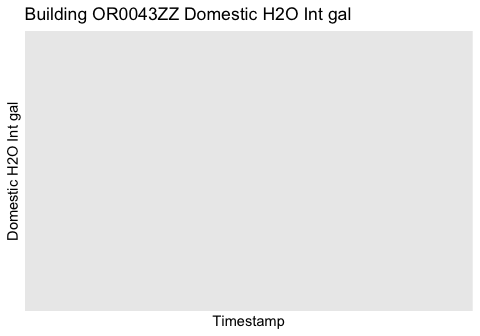 Building OR0043ZZ Domestic H2O Int gal
Domestic H2O Int gal
Timestamp